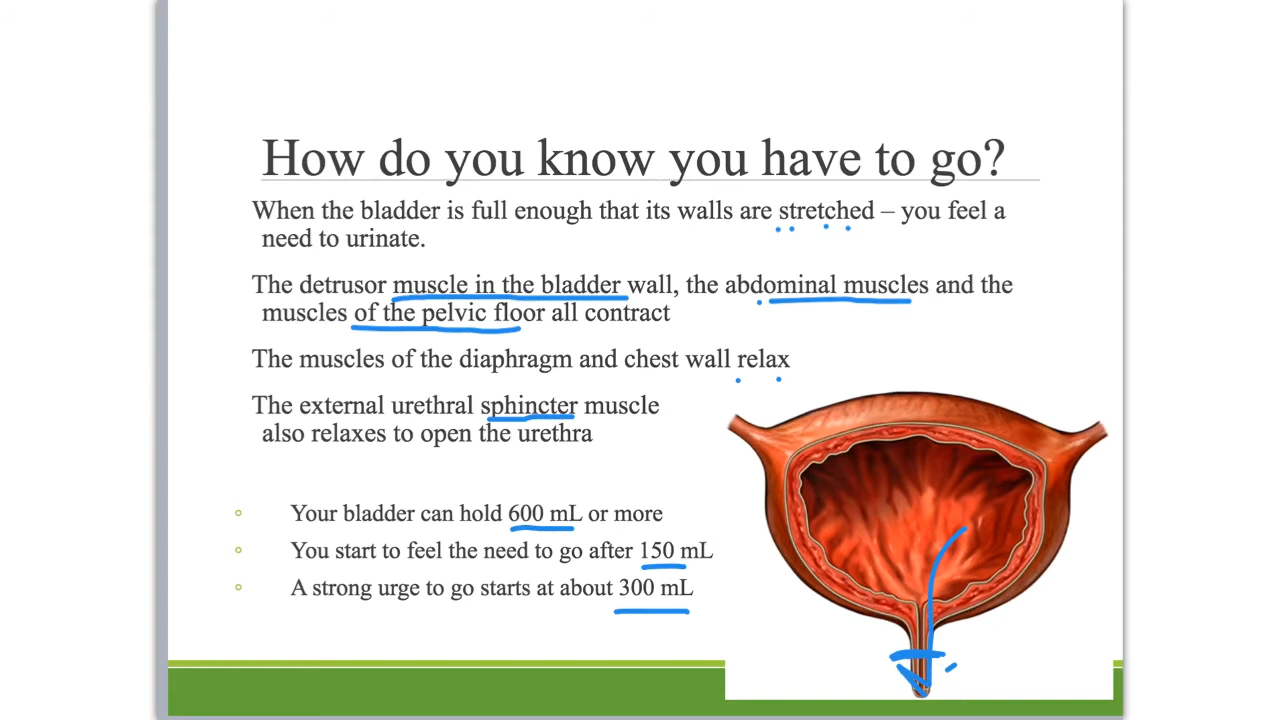 How do you know you have to go?
When the bladder is full enough that its walls are stretched – you feel a
need to urinate.
The detrusor muscle in the bladder wall, the abdominal muscles and the
muscles of the pelvic floor all contract
The muscles of the diaphragm and chest wall relax
The external urethral sphincter muscle
also relaxes to open the urethra
Your bladder can hold 600 mL or more
You start to feel the need to go after 150 mL
A strong urge to go starts at about 300 mL